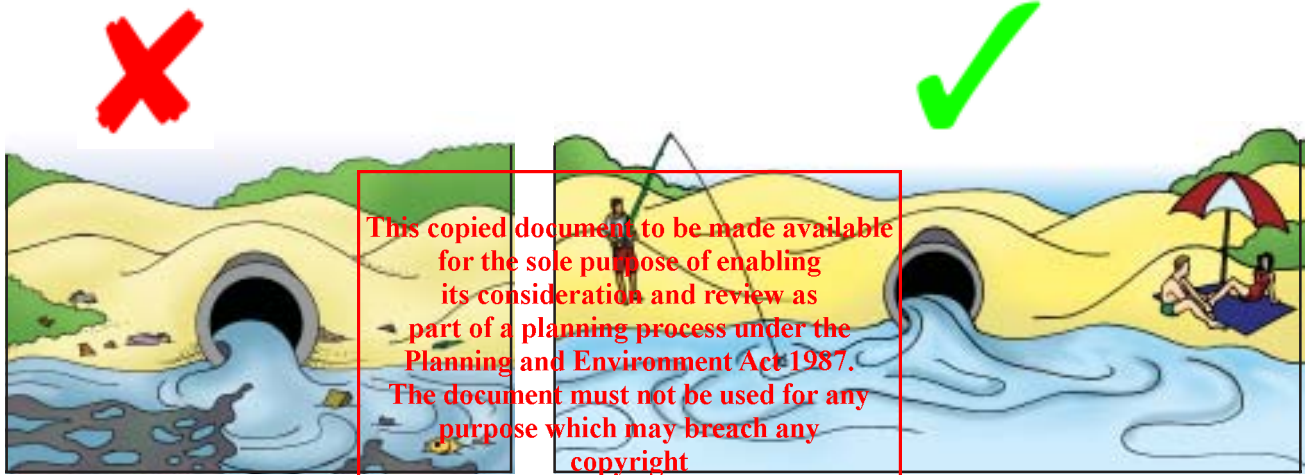 This copied document to be made available
for the sole purpose of enabling
its consideration and review as
part of a planning process under the
Planning and Environment Act 1987.
The document must not be used for any
purpose which may breach any
copyright